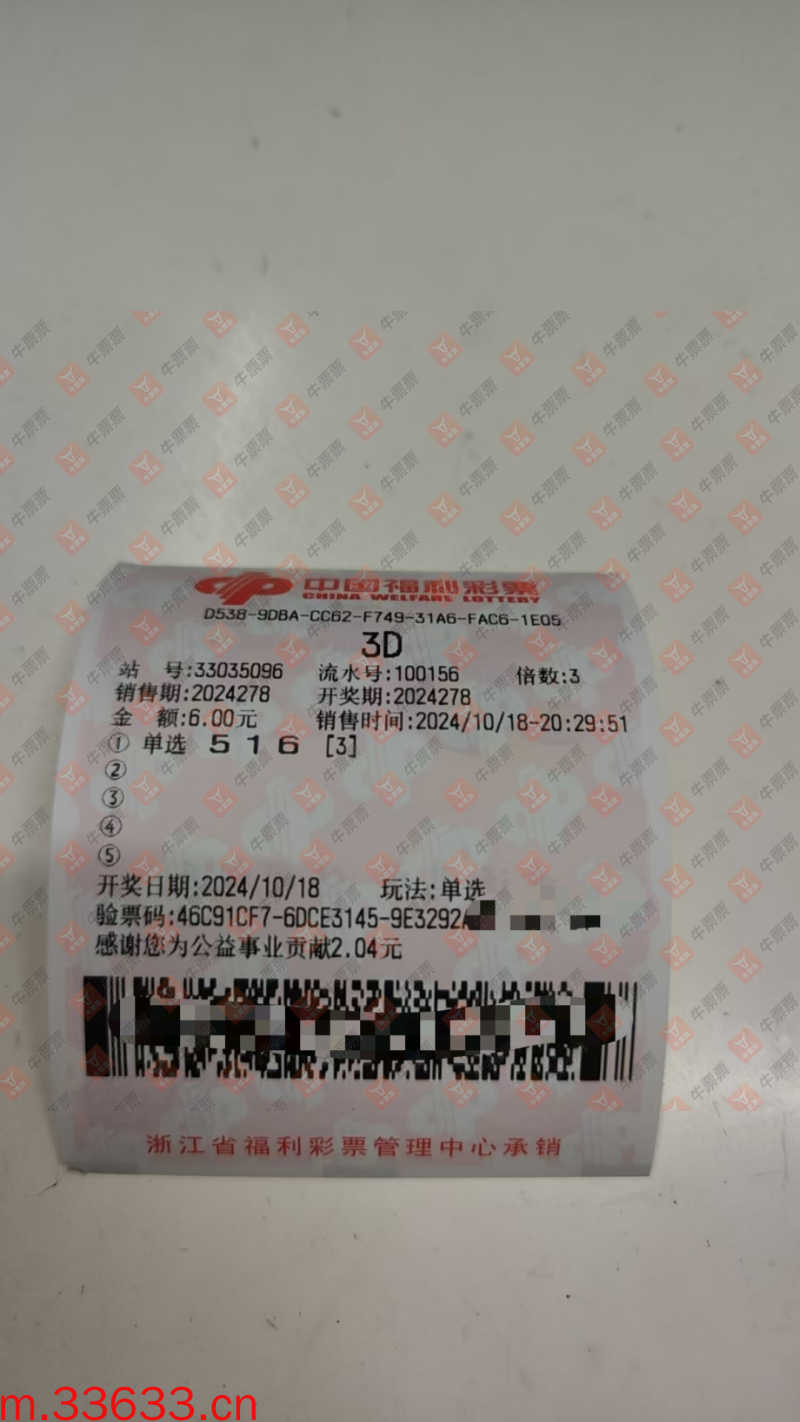 中国福利彩票
CHINA WELFARE LOTTERY
D538-9DBA-CC62-F749-31A6-FAC6-1E05
3D
站 号:33035096 流水号:100156 倍数:3
销售期:2024278 开奖期:2024278
金 额:6.00元 销售时间:2024/10/18-20:29:51
① 单选 5 1 6 [3]
②
③
④
⑤
开奖日期:2024/10/18 玩法:单选
验票码:46C91CF7-6DCE3145-9E3292
感谢您为公益事业贡献2.04元
浙江省福利彩票管理中心承销
牛票票
m.33633.cn